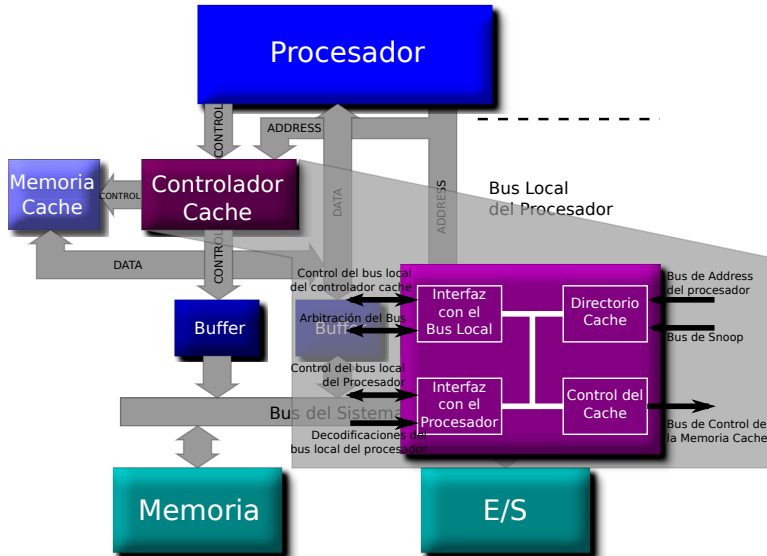 Procesador
CONTROL
ADDRESS
Memoria
Cache
CONTROL
Controlador
Cache
DATA
ADDRESS
Bus Local
del Procesador
DATA
CONTROL
Control del bus local
del controlador cache
Interfaz
con el
Bus Local
Directorio
Cache
Bus de Address
del procesador
Buffer
Arbitración del Bus
Buffer
Bus de Snoop
Control del bus local
del Procesador
Interfaz
con el
Procesador
Control del
Cache
Bus del Sistema
Decodificaciones del
bus local del procesador
Bus de Control de
la Memoria Cache
Memoria
E/S